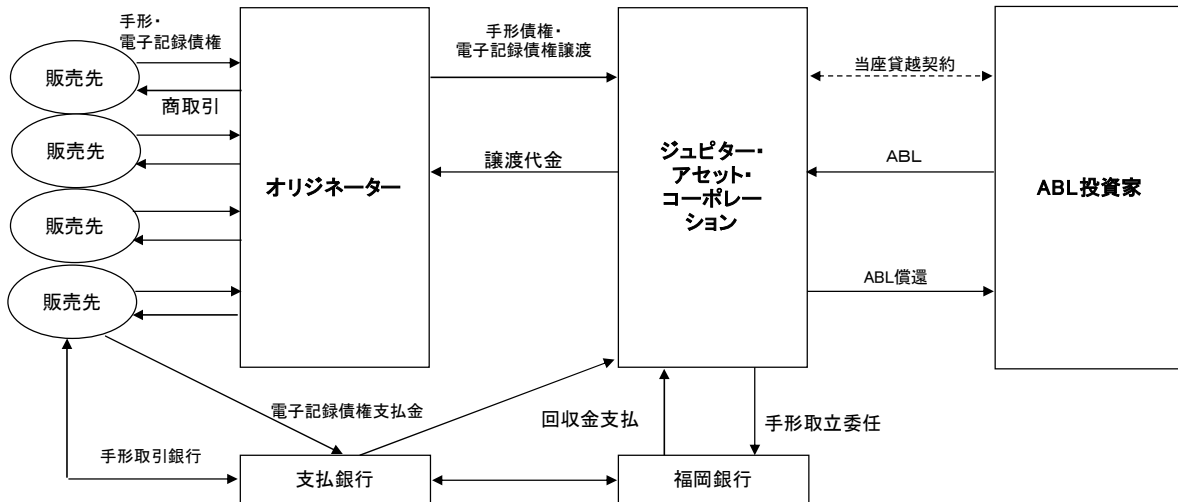 手形・
電子記録債権
販売先
商取引
販売先
販売先
販売先
オリジネーター
手形債権・
電子記録債権譲渡
譲渡代金
ジュピター・
アセット・
コーポレー
ション
当座貸越契約
ABL
ABL償還
ABL投資家
電子記録債権支払金
回収金支払
手形取立委任
手形取引銀行
支払銀行
福岡銀行